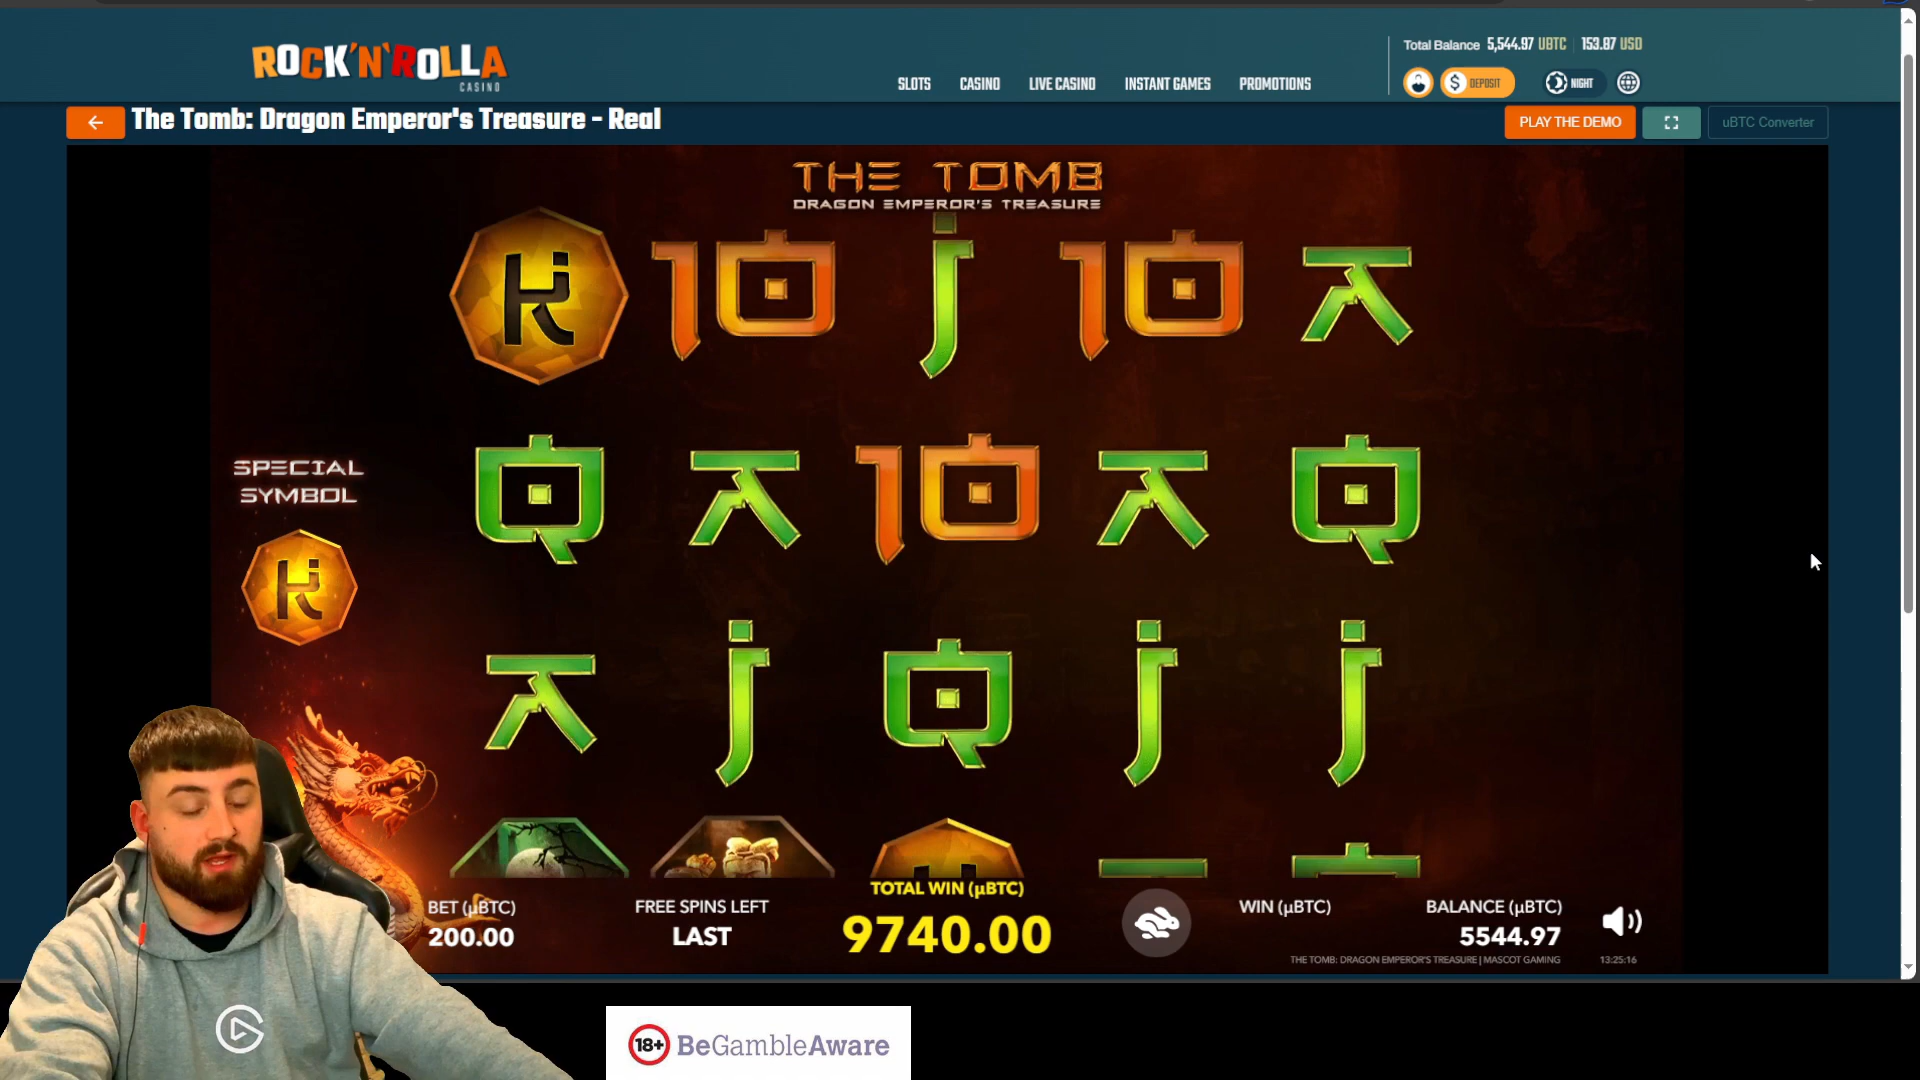 ROCK'N'ROLLA
CASINO
SLOTS CASINO LIVE CASINO INSTANT GAMES PROMOTIONS
Total Balance 5,544.97 UBTC 153.87 USD
$ DEPOSIT NIGHT
The Tomb: Dragon Emperor's Treasure - Real
PLAY THE DEMO
uBTC Converter
THE TOMB
DRAGON EMPEROR'S TREASURE
K 10 J 10 A
Q A 10 A Q
A J Q J J
SPECIAL
SYMBOL
K
BET (µBTC)
200.00
FREE SPINS LEFT
LAST
TOTAL WIN (µBTC)
9740.00
WIN (µBTC)
BALANCE (µBTC)
5544.97
THE TOMB: DRAGON EMPEROR'S TREASURE | MASCOT GAMING
13:25:16
18+ BeGambleAware